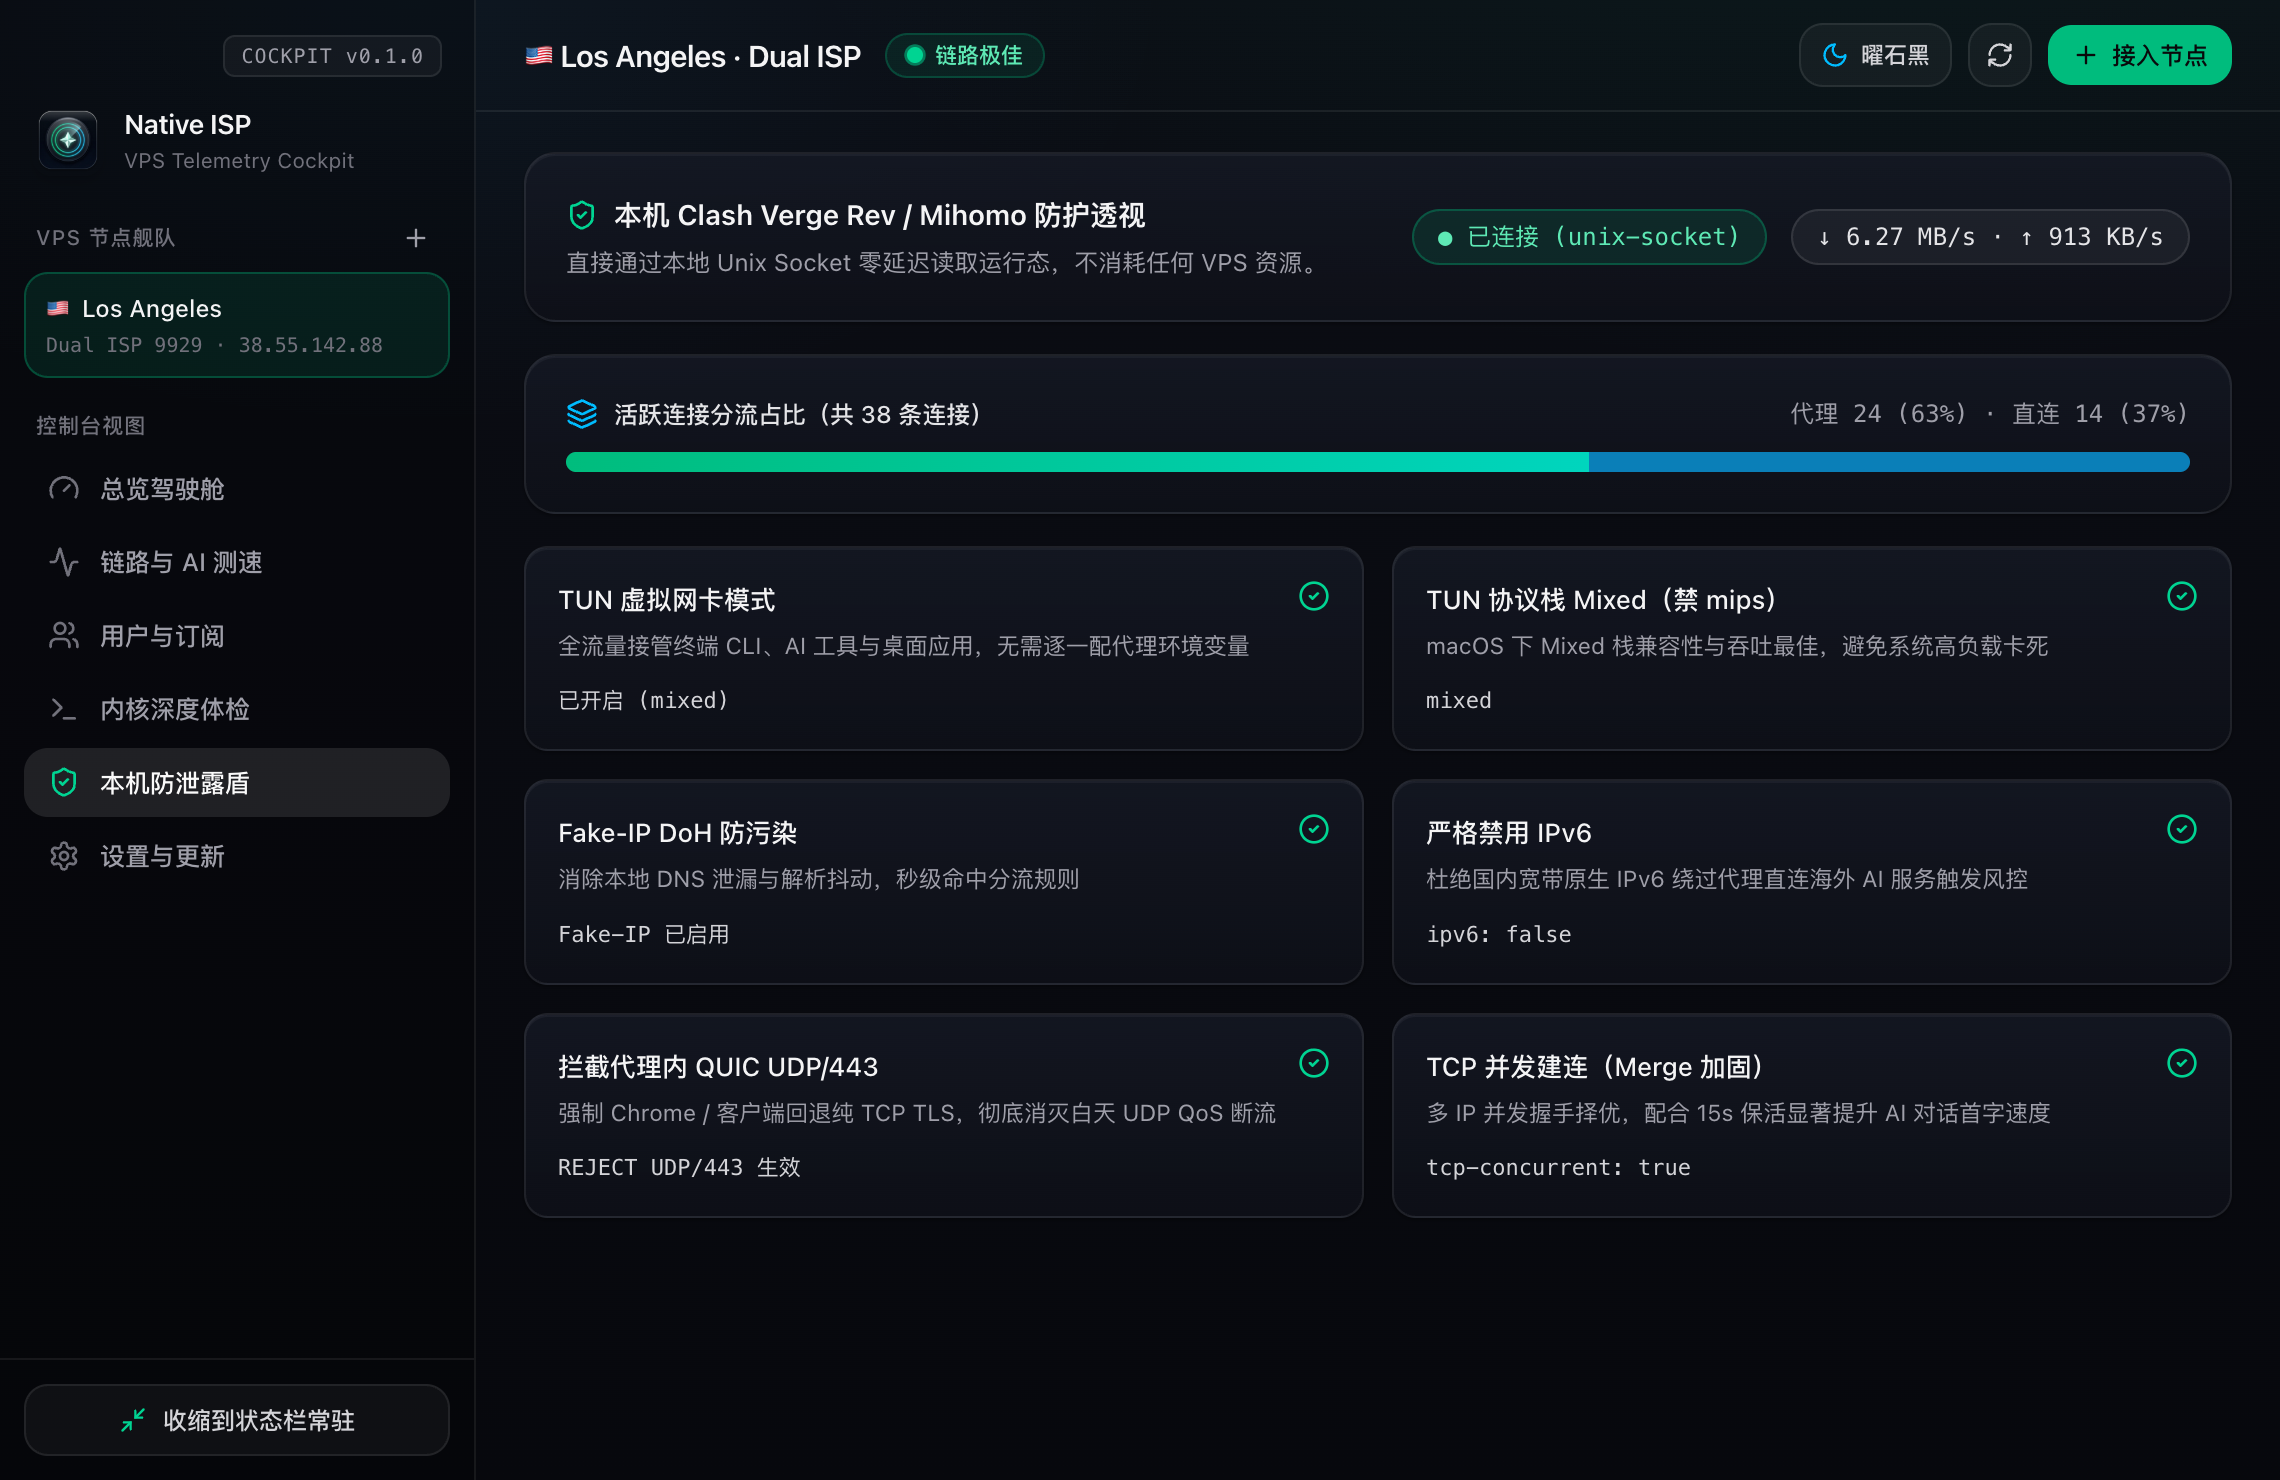 COCKPIT v0.1.0
Native ISP
VPS Telemetry Cockpit
VPS 节点舰队
Los Angeles
Dual ISP 9929 · 38.55.142.88
控制台视图
总览驾驶舱
链路与 AI 测速
用户与订阅
内核深度体检
本机防泄露盾
设置与更新
收缩到状态栏常驻
Los Angeles · Dual ISP
链路极佳
曜石黑
接入节点
本机 Clash Verge Rev / Mihomo 防护透视
直接通过本地 Unix Socket 零延迟读取运行态，不消耗任何 VPS 资源。
已连接 (unix-socket)
↓ 6.27 MB/s · ↑ 913 KB/s
活跃连接分流占比（共 38 条连接）
代理 24 (63%) · 直连 14 (37%)
TUN 虚拟网卡模式
全流量接管终端 CLI、AI 工具与桌面应用，无需逐一配代理环境变量
已开启 (mixed)
TUN 协议栈 Mixed（禁 mips）
macOS 下 Mixed 栈兼容性与吞吐最佳，避免系统高负载卡死
mixed
Fake-IP DoH 防污染
消除本地 DNS 泄漏与解析抖动，秒级命中分流规则
Fake-IP 已启用
严格禁用 IPv6
杜绝国内宽带原生 IPv6 绕过代理直连海外 AI 服务触发风控
ipv6: false
拦截代理内 QUIC UDP/443
强制 Chrome / 客户端回退纯 TCP TLS，彻底消灭白天 UDP QoS 断流
REJECT UDP/443 生效
TCP 并发建连（Merge 加固）
多 IP 并发握手择优，配合 15s 保活显著提升 AI 对话首字速度
tcp-concurrent: true